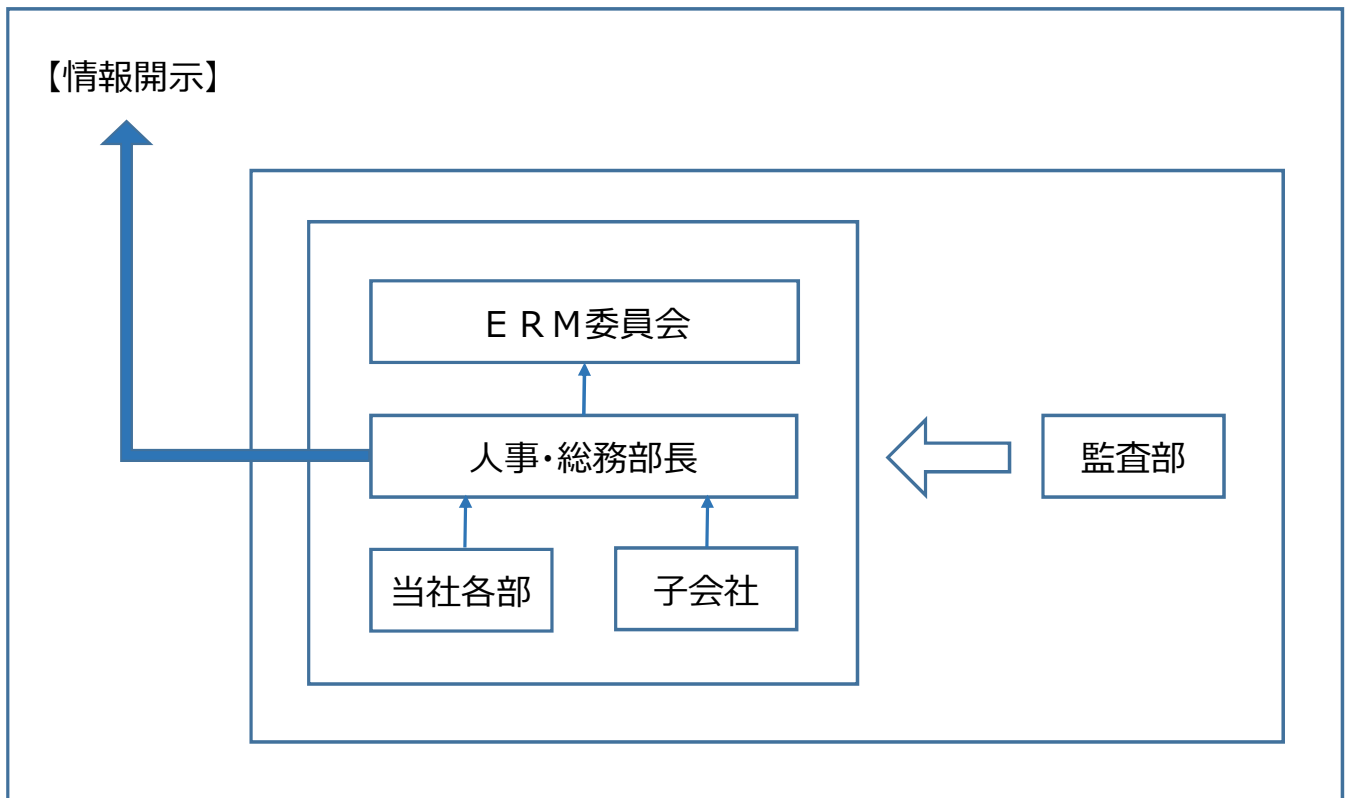 【情報開示】
ＥＲＭ委員会
人事・総務部長
監査部
当社各部
子会社